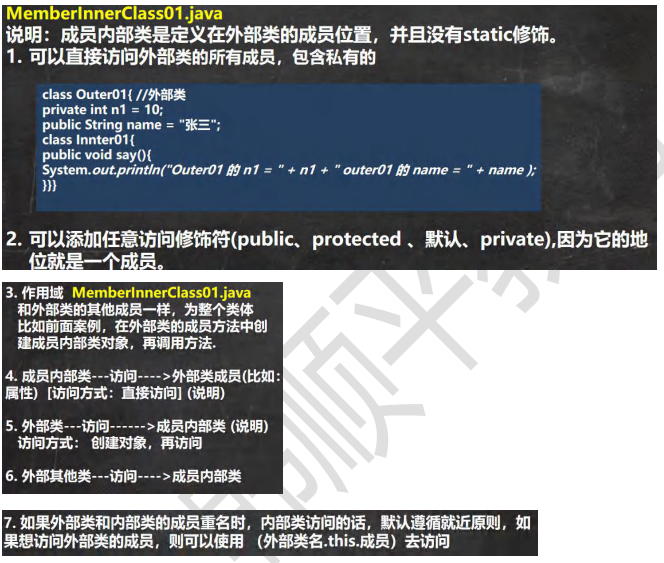 MemberInnerClass01.java
说明：成员内部类是定义在外部类的成员位置，并且没有static修饰。
1. 可以直接访问外部类的所有成员，包含私有的
class Outer01{ //外部类
private int n1 = 10;
public String name = "张三";
class Innter01{
public void say(){
System.out.println("Outer01 的 n1 = " + n1 + " outer01 的 name = " + name );
}}}
2. 可以添加任意访问修饰符(public、protected 、默认、private),因为它的地
位就是一个成员。
3. 作用域 MemberInnerClass01.java
和外部类的其他成员一样，为整个类体
比如前面案例，在外部类的成员方法中创
建成员内部类对象，再调用方法.
4. 成员内部类---访问---->外部类成员(比如：
属性) [访问方式：直接访问] (说明)
5. 外部类---访问------>成员内部类 (说明)
访问方式： 创建对象，再访问
6. 外部其他类---访问---->成员内部类
7. 如果外部类和内部类的成员重名时，内部类访问的话，默认遵循就近原则，如
果想访问外部类的成员，则可以使用 （外部类名.this.成员）去访问